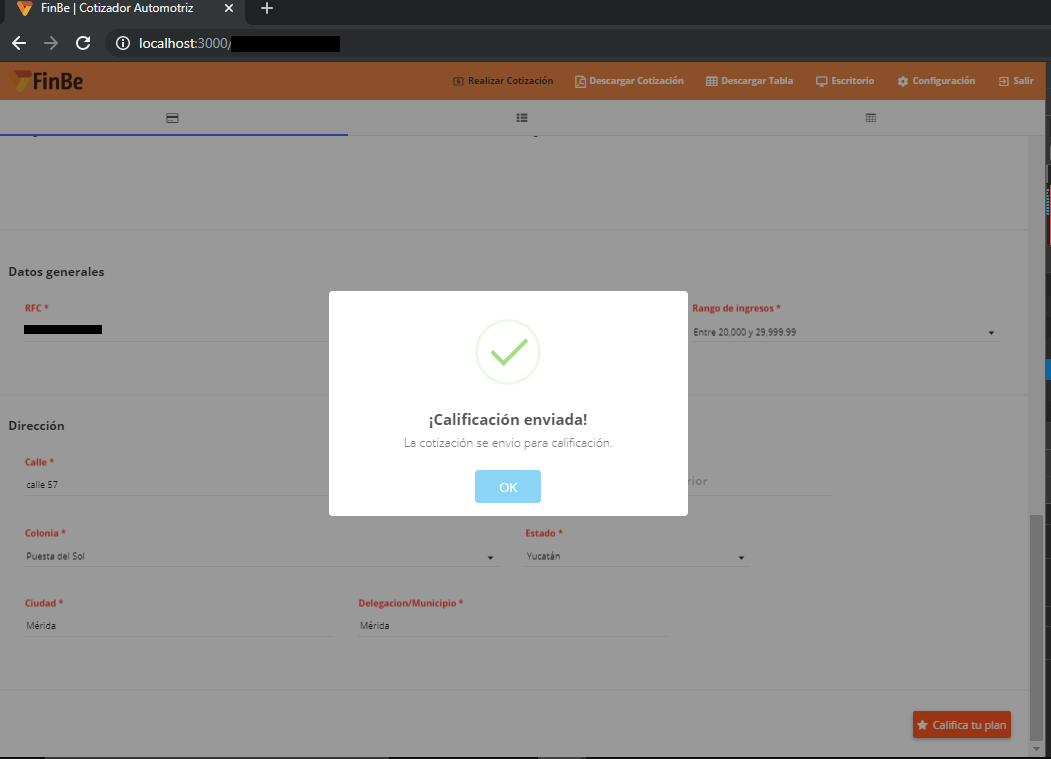 FinBe | Cotizador Automotriz
localhost:3000/
FinBe
Realizar Cotización
Descargar Cotización
Descargar Tabla
Escritorio
Configuración
Salir
Datos generales
RFC *
Rango de ingresos *
Entre 20,000 y 29,999.99
¡Calificación enviada!
La cotización se envio para calificación.
OK
Dirección
Calle *
calle 57
rior
Colonia *
Estado *
Puesta del Sol
Yucatán
Ciudad *
Delegacion/Municipio *
Mérida
Mérida
Califica tu plan